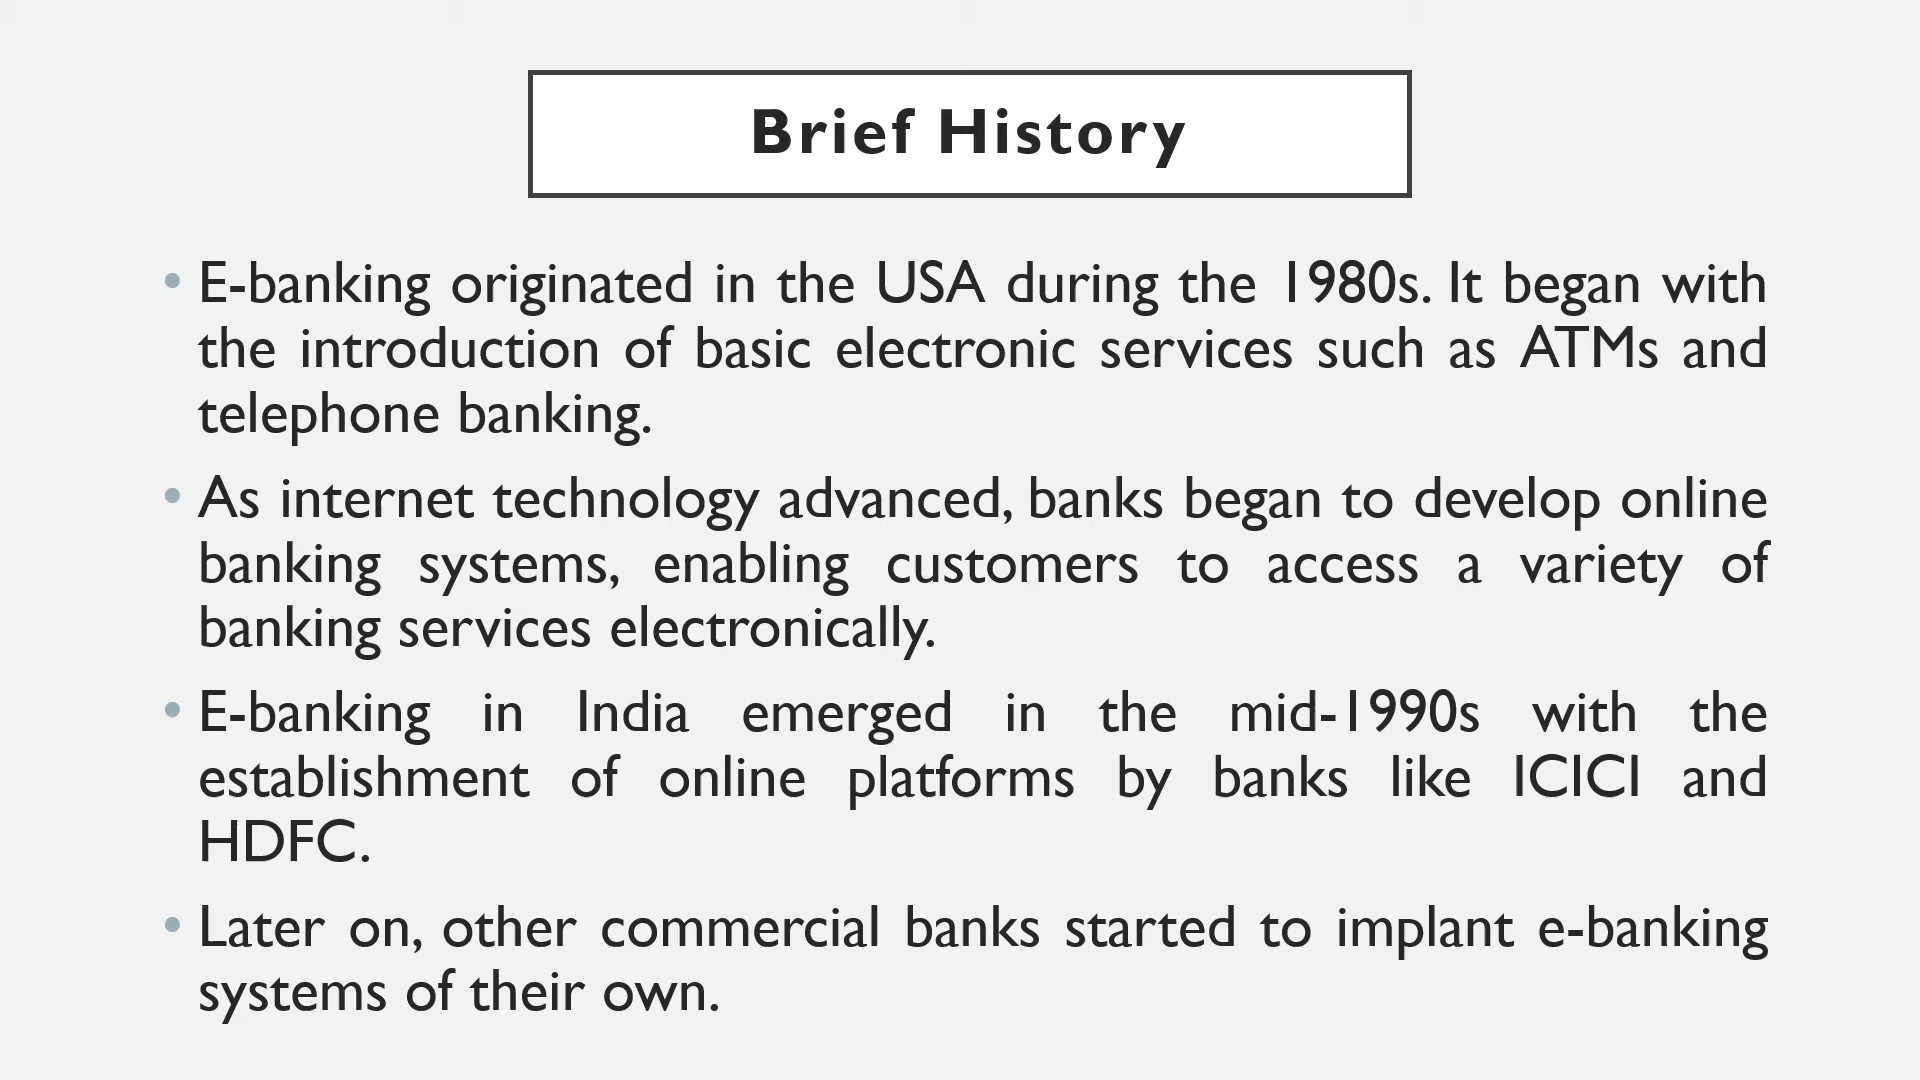 Brief History
• E-banking originated in the USA during the 1980s. It began with
the introduction of basic electronic services such as ATMs and
telephone banking.
• As internet technology advanced, banks began to develop online
banking systems, enabling customers to access a variety of
banking services electronically.
• E-banking in India emerged in the mid-1990s with the
establishment of online platforms by banks like ICICI and
HDFC.
• Later on, other commercial banks started to implant e-banking
systems of their own.